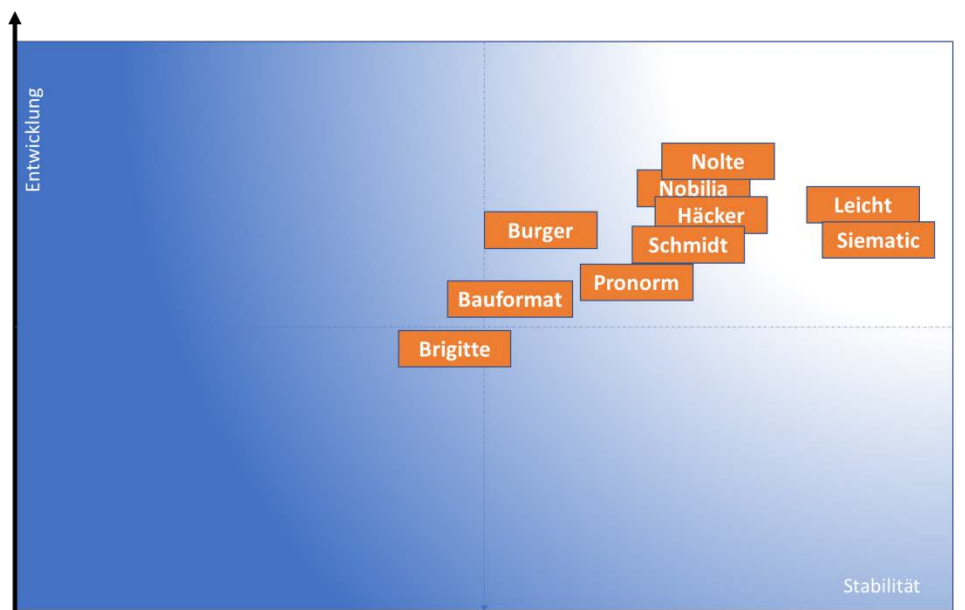 Entwicklung
Nolte
Nobilia
Häcker
Leicht
Burger
Siematic
Schmidt
Pronorm
Bauformat
Brigitte
Stabilität